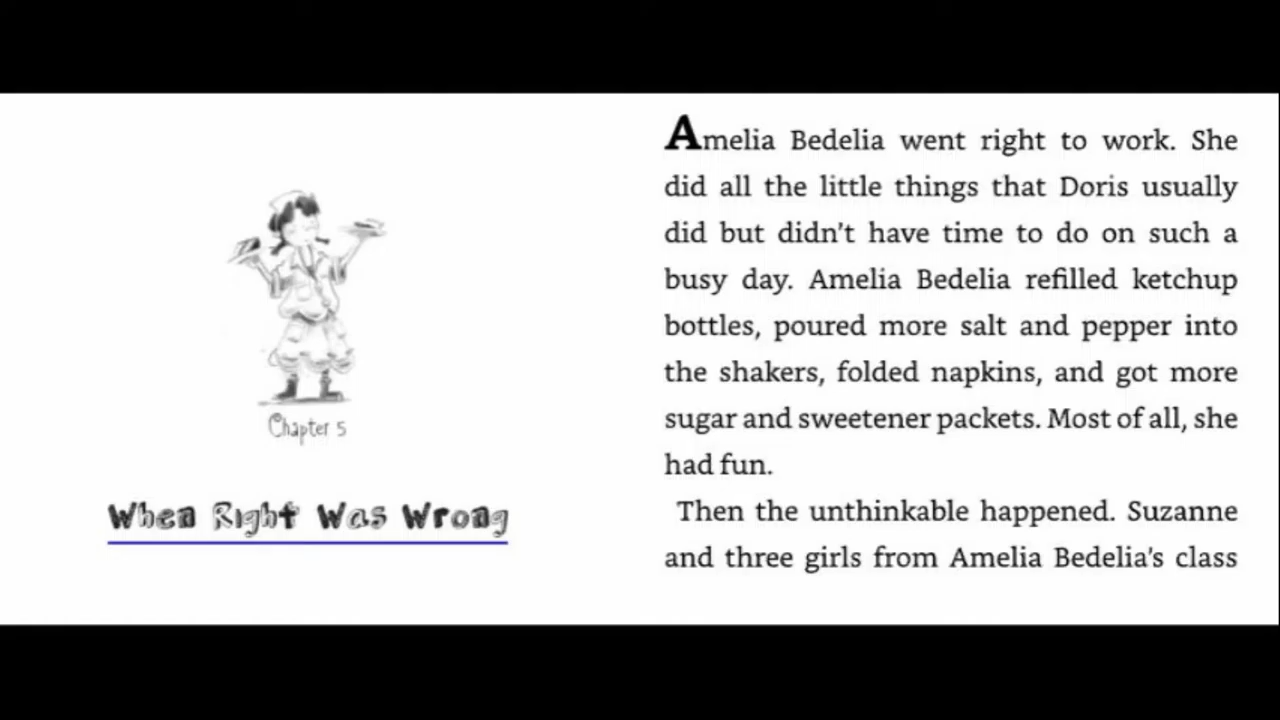 Chapter 5
When Right Was Wrong
Amelia Bedelia went right to work. She
did all the little things that Doris usually
did but didn't have time to do on such a
busy day. Amelia Bedelia refilled ketchup
bottles, poured more salt and pepper into
the shakers, folded napkins, and got more
sugar and sweetener packets. Most of all, she
had fun.
Then the unthinkable happened. Suzanne
and three girls from Amelia Bedelia's class